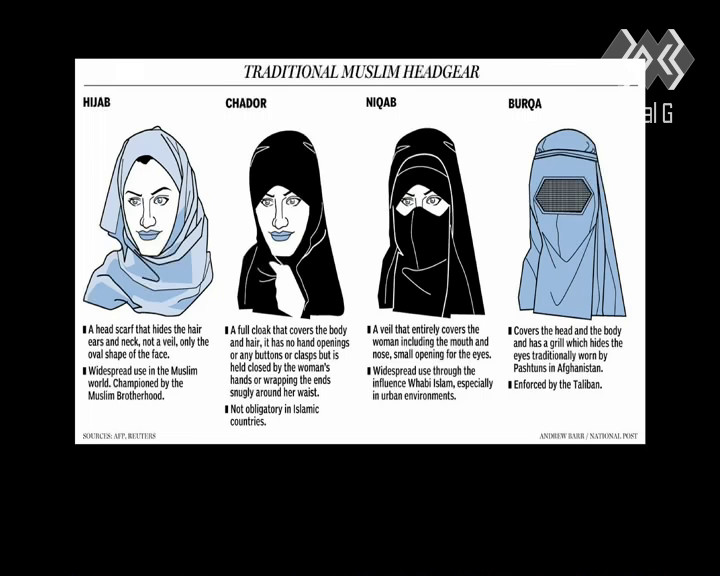 TRADITIONAL MUSLIM HEADGEAR
HIJAB
A head scarf that hides the hair
ears and neck, not a veil, only the
oval shape of the face.
Widespread use in the Muslim
world. Championed by the
Muslim Brotherhood.
CHADOR
A full cloak that covers the body
and hair, it has no hand openings
or any buttons or clasps but is
held closed by the woman's
hands or wrapping the ends
snugly around her waist.
Not obligatory in Islamic
countries.
NIQAB
A veil that entirely covers the
woman including the mouth and
nose, small opening for the eyes.
Widespread use through the
influence Whabi Islam, especially
in urban environments.
BURQA
Covers the head and the body
and has a grill which hides the
eyes traditionally worn by
Pashtuns in Afghanistan.
Enforced by the Taliban.
SOURCES: AFP, REUTERS
ANDREW BARR / NATIONAL POST
al G